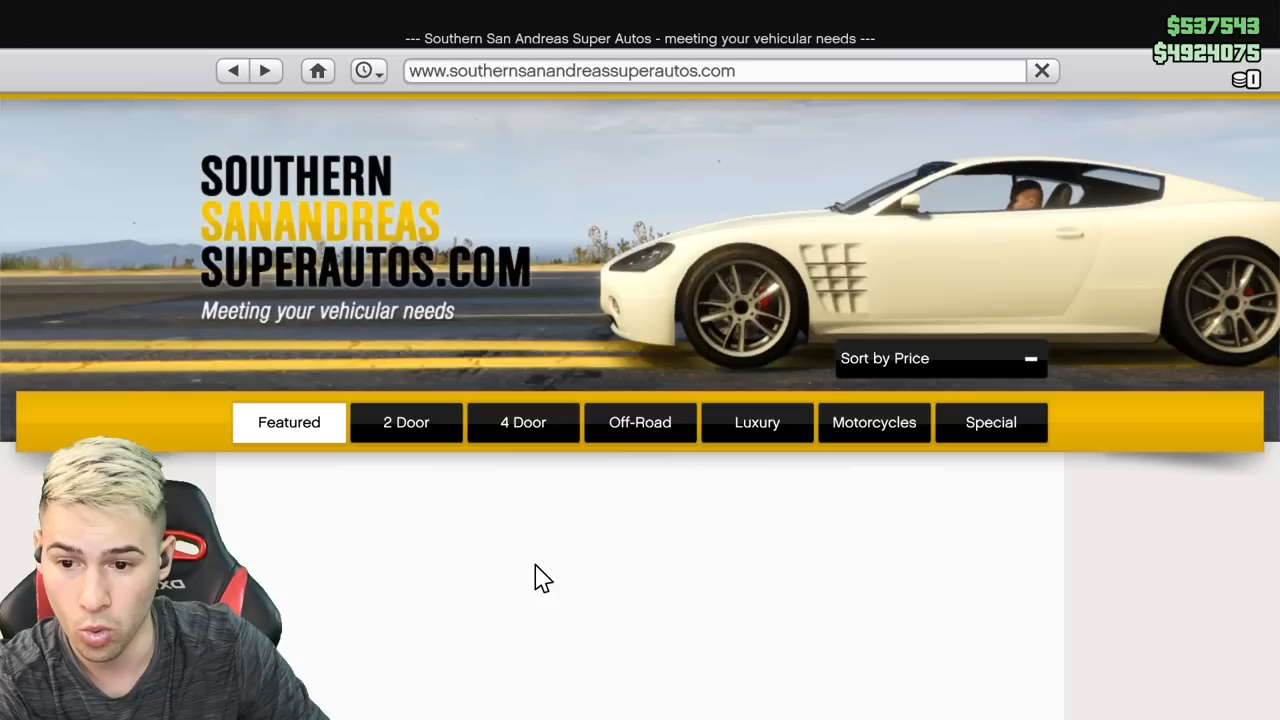 --- Southern San Andreas Super Autos - meeting your vehicular needs ---
$537543
$4924075
0
www.southernsanandreassuperautos.com
SOUTHERN
SANANDREAS
SUPERAUTOS.COM
Meeting your vehicular needs
Sort by Price
Featured
2 Door
4 Door
Off-Road
Luxury
Motorcycles
Special